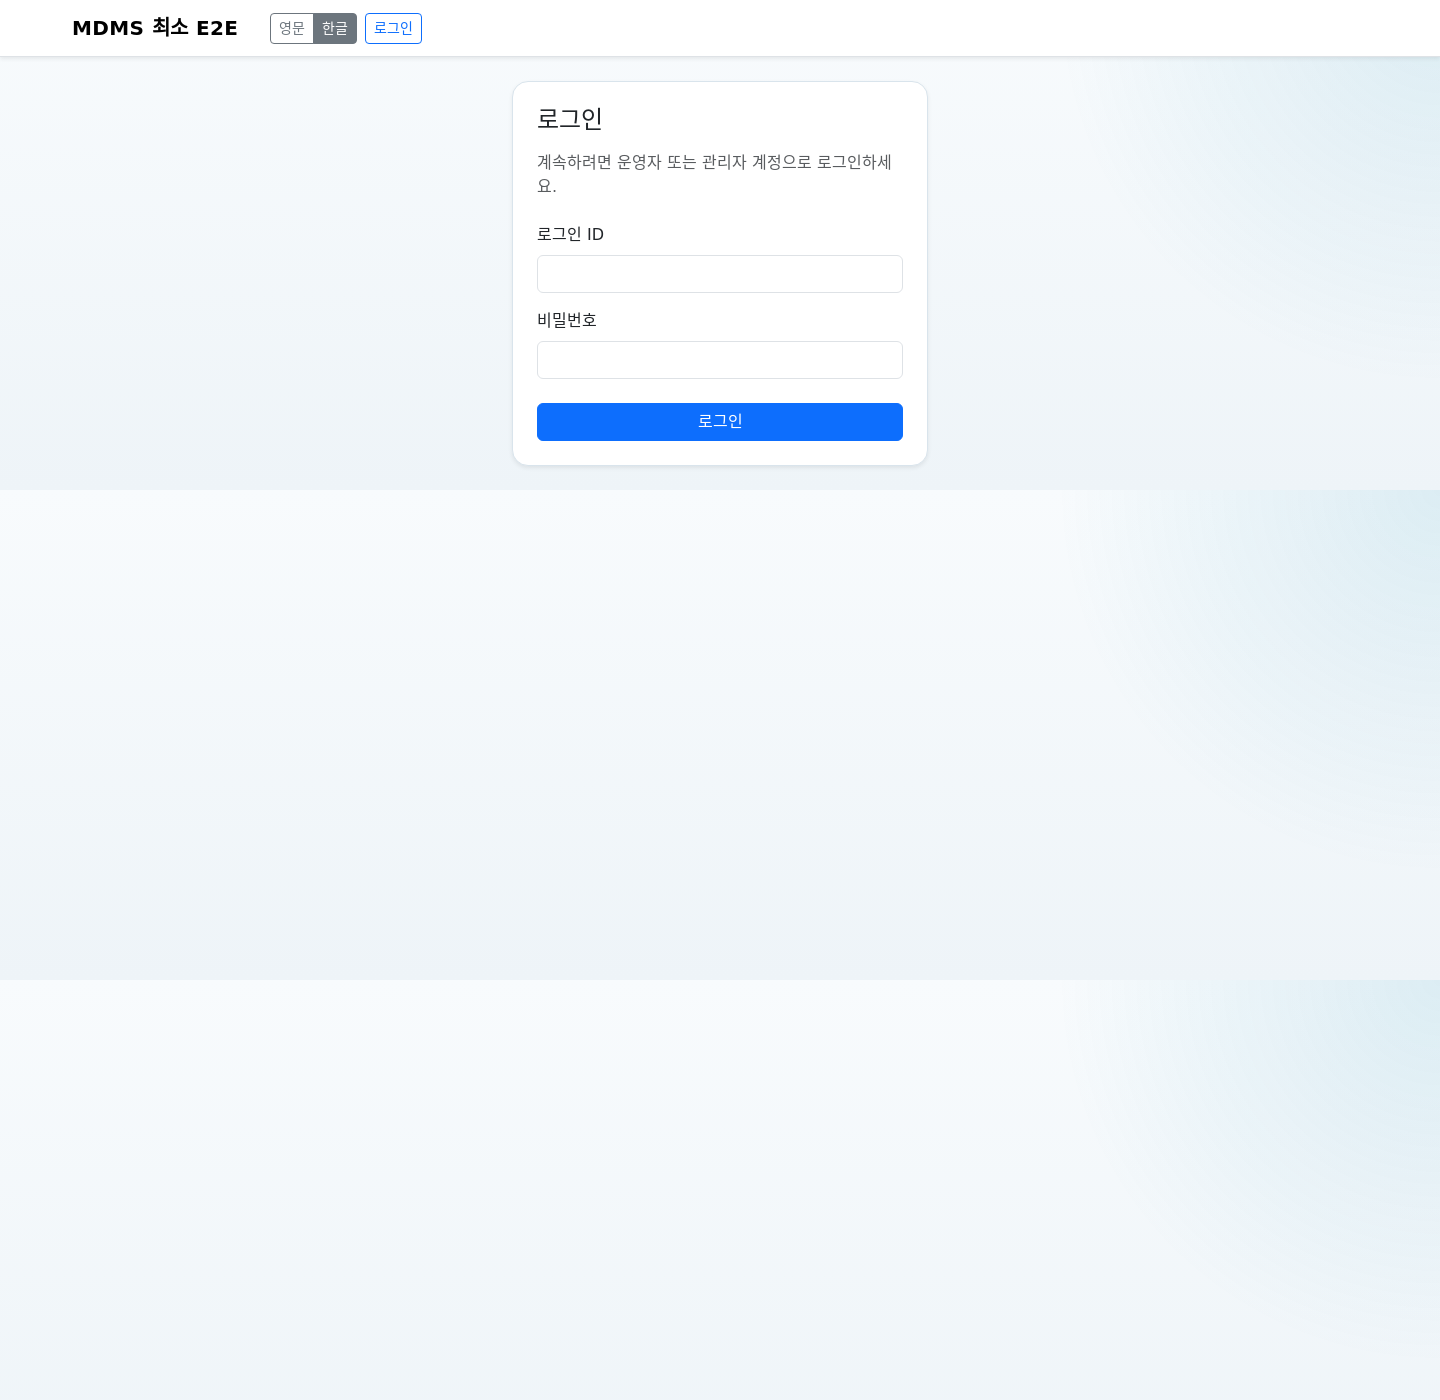 MDMS 최소 E2E
영문 한글 로그인
로그인
계속하려면 운영자 또는 관리자 계정으로 로그인하세
요.
로그인 ID
비밀번호
로그인